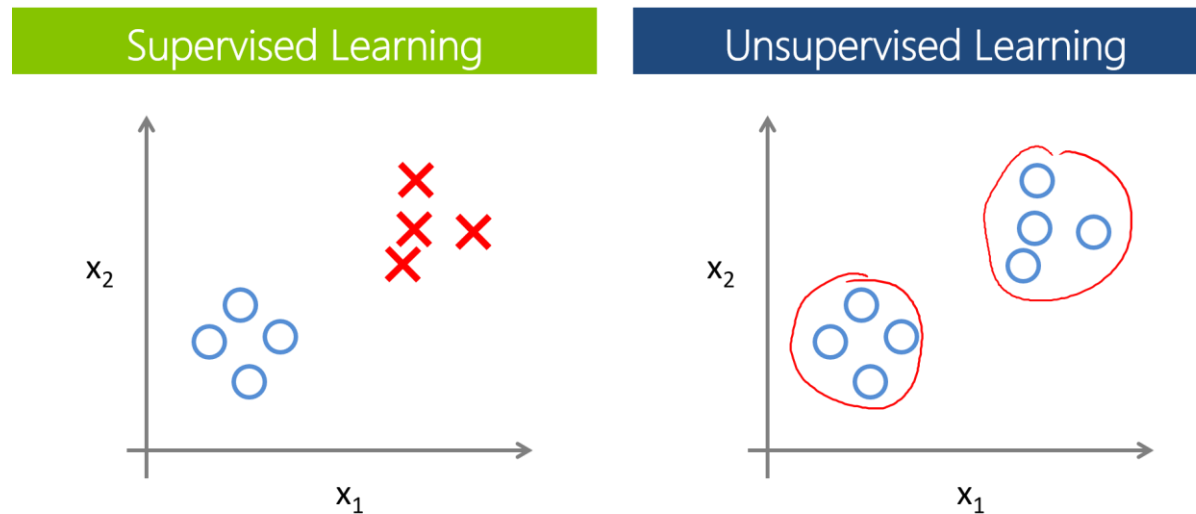 Supervised Learning
Unsupervised Learning
x₂
x₁
x₂
x₁